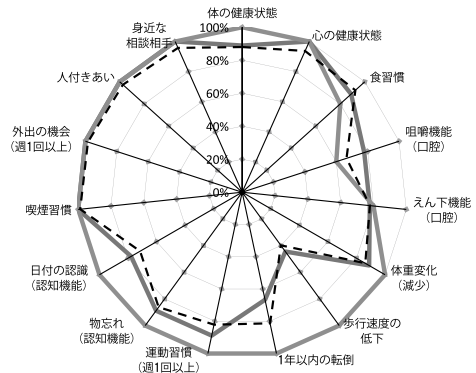 体の健康状態
100%
80%
60%
40%
20%
0%
心の健康状態
食習慣
咀嚼機能
（口腔）
えん下機能
（口腔）
体重変化
（減少）
歩行速度の
低下
1年以内の転倒
運動習慣
（週1回以上）
物忘れ
（認知機能）
日付の認識
（認知機能）
喫煙習慣
外出の機会
（週1回以上）
人付きあい
身近な
相談相手